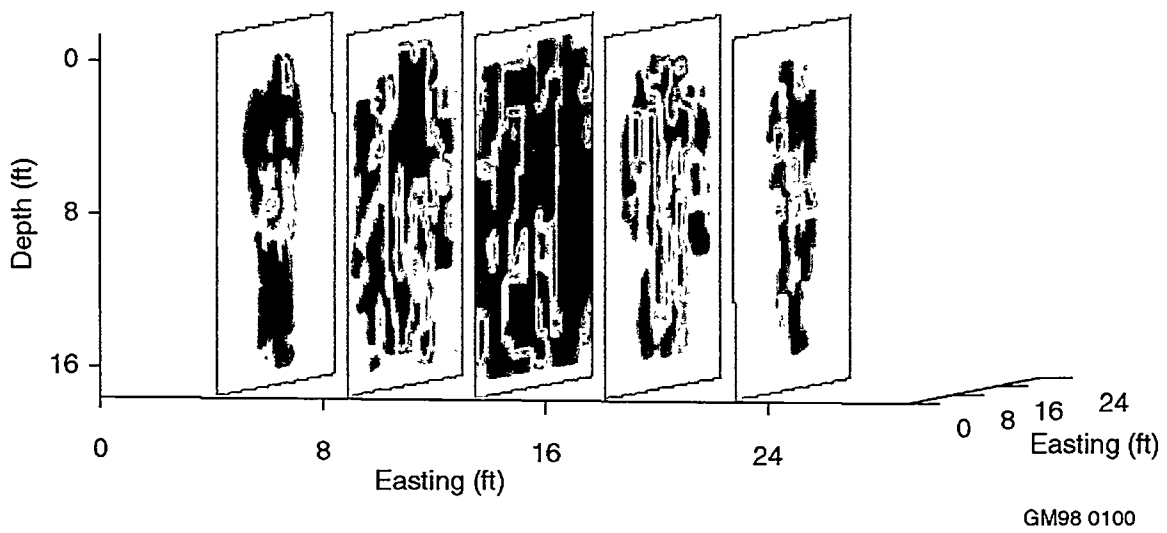 Depth (ft)
0
8
16
0 8 16 24
Easting (ft)
0 8 16 24
Easting (ft)
GM98 0100